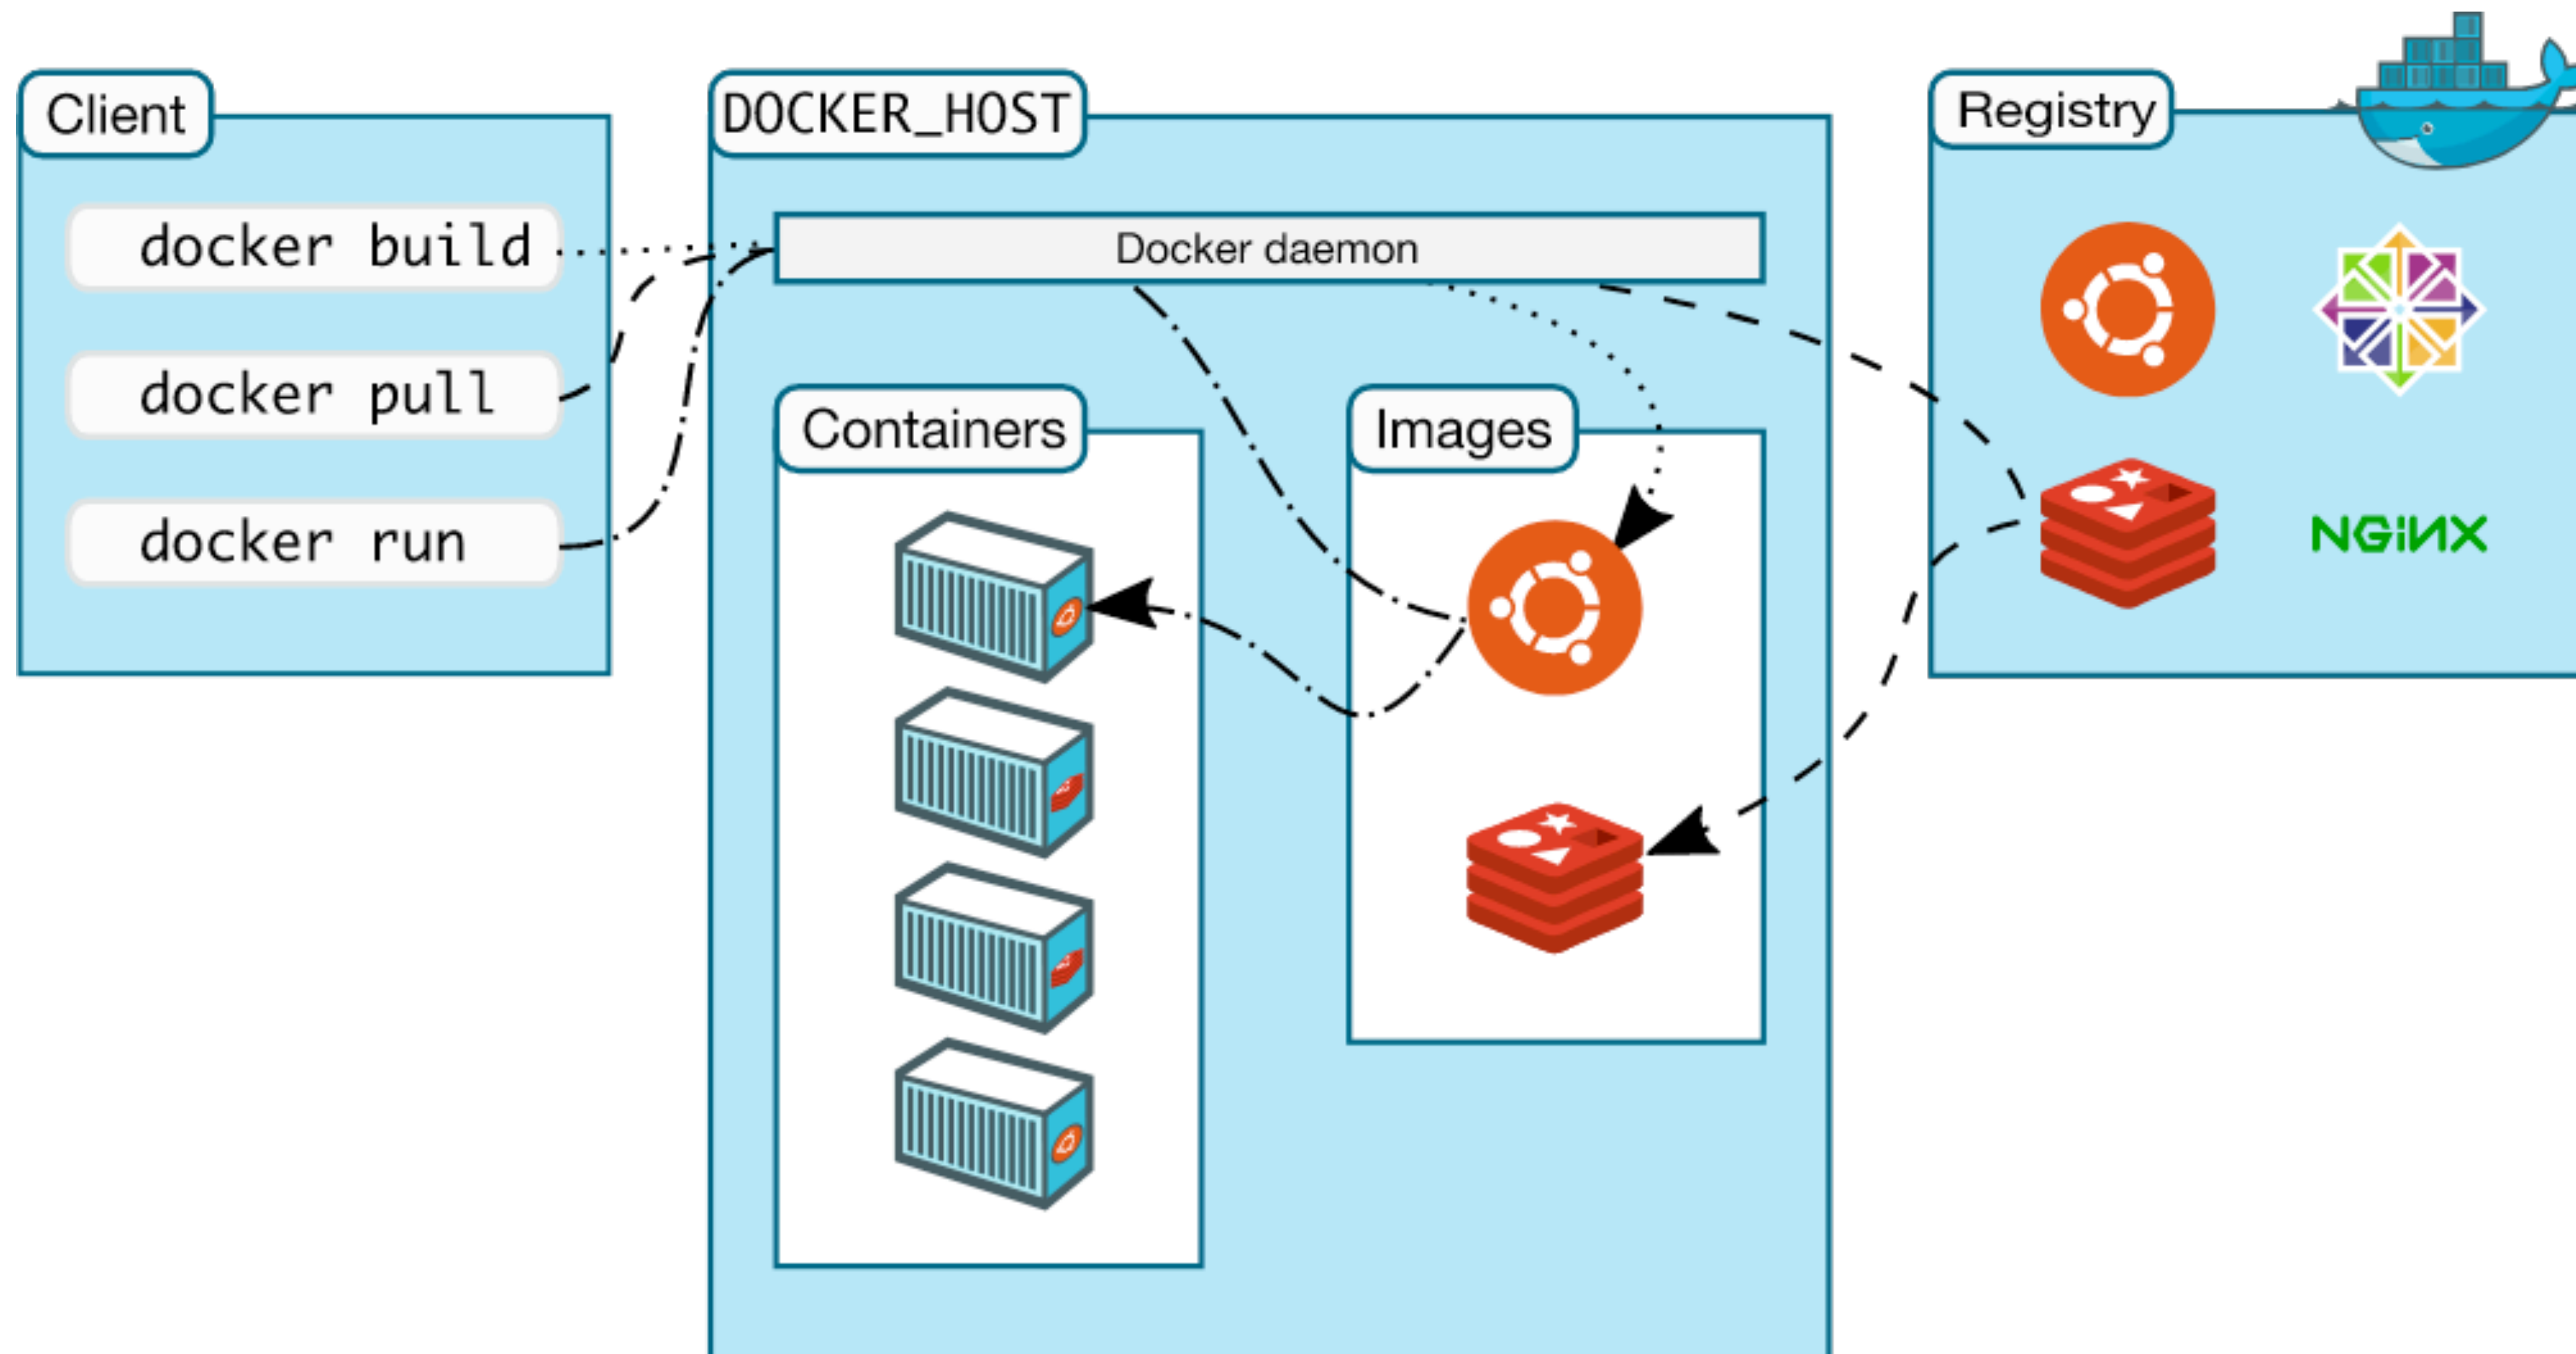 Client
docker build
docker pull
docker run
DOCKER_HOST
Docker daemon
Containers
Images
Registry
NGiNX